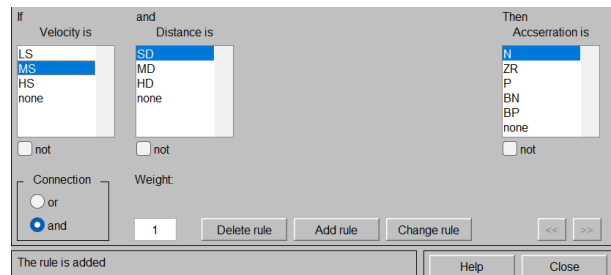 If and Then
Velocity is Distance is Accserration is
LS SD N
MS MD ZR
HS HD P
none none BN
BP
none
not not not
Connection Weight:
or
and 1 Delete rule Add rule Change rule << >>
The rule is added Help Close